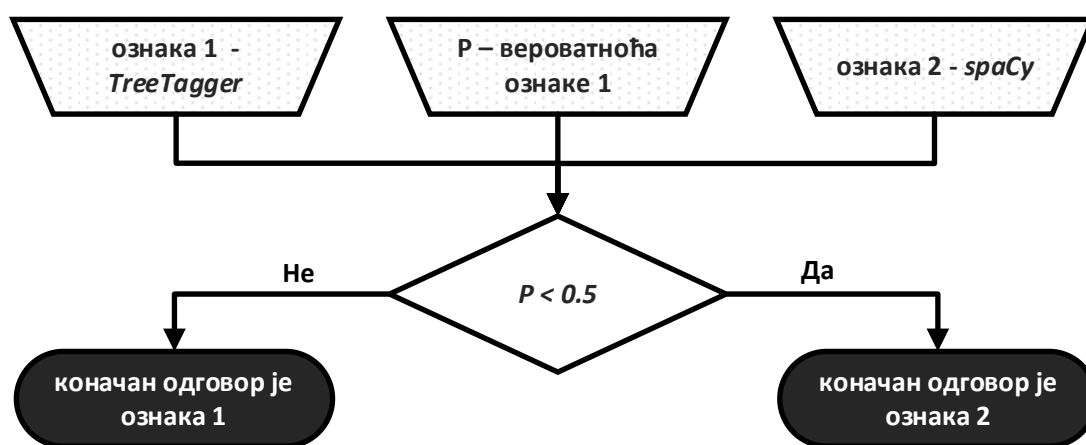 ознака 1 -
TreeTagger
P – вероватноћа
ознаке 1
ознака 2 - spaCy
Не
P < 0.5
Да
коначан одговор је
ознака 1
коначан одговор је
ознака 2